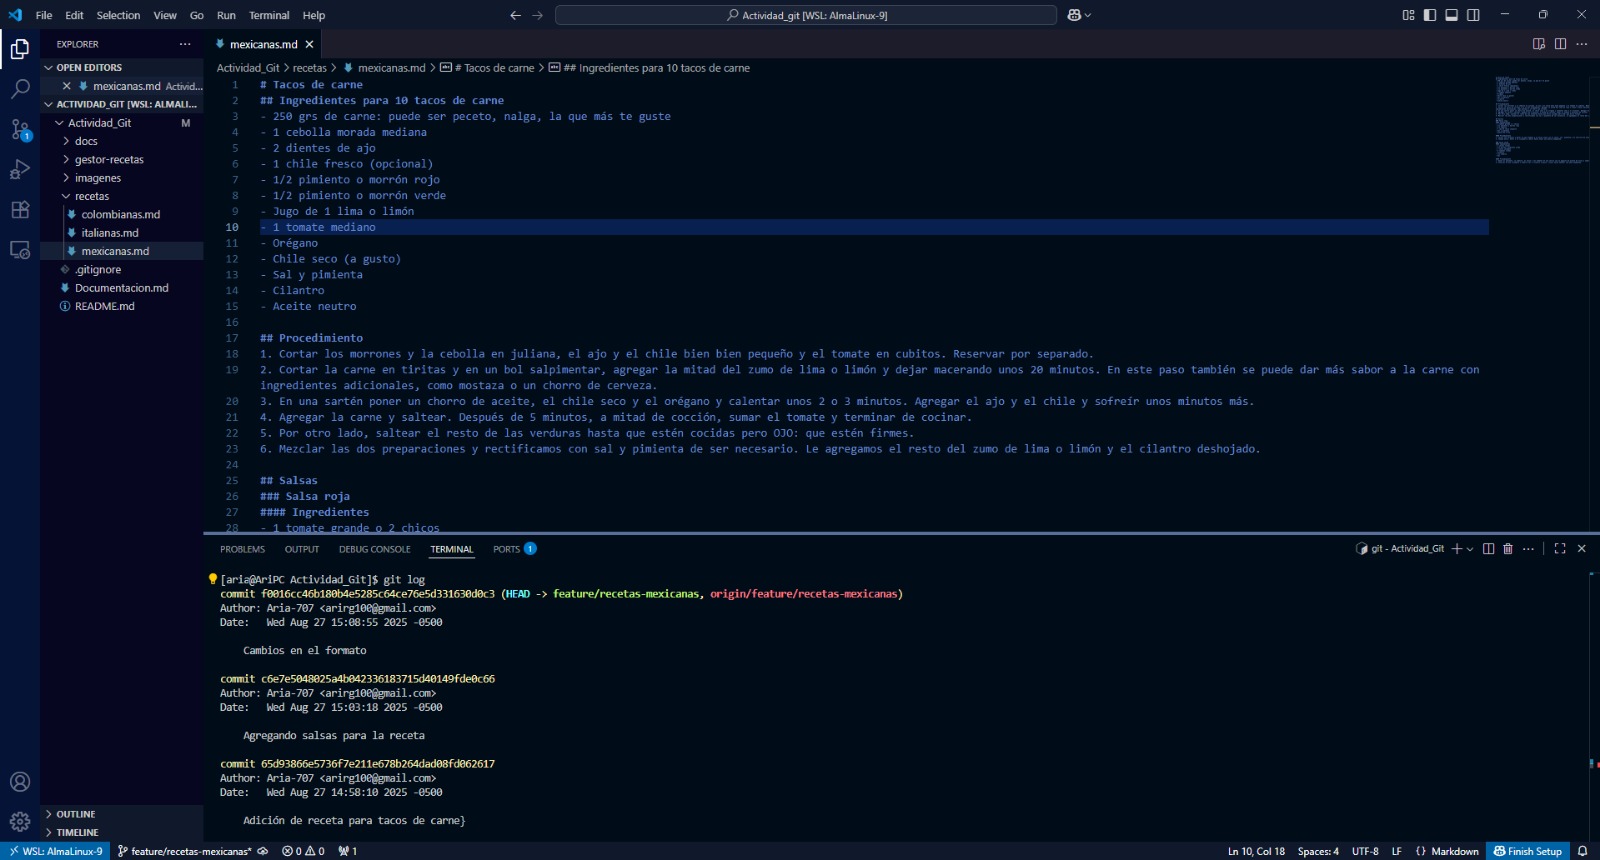 File Edit Selection View Go Run Terminal Help
Actividad_git [WSL: AlmaLinux-9]
EXPLORER
OPEN EDITORS
mexicanas.md Activid...
ACTIVIDAD_GIT [WSL: ALMALI...
Actividad_Git M
docs
gestor-recetas
imagenes
recetas
colombianas.md
italianas.md
mexicanas.md
.gitignore
Documentacion.md
README.md
OUTLINE
TIMELINE
1
mexicanas.md
Actividad_Git > recetas > mexicanas.md > # Tacos de carne > ## Ingredientes para 10 tacos de carne
1 # Tacos de carne
2 ## Ingredientes para 10 tacos de carne
3 - 250 grs de carne: puede ser peceto, nalga, la que más te guste
4 - 1 cebolla morada mediana
5 - 2 dientes de ajo
6 - 1 chile fresco (opcional)
7 - 1/2 pimiento o morrón rojo
8 - 1/2 pimiento o morrón verde
9 - Jugo de 1 lima o limón
10 - 1 tomate mediano
11 - Orégano
12 - Chile seco (a gusto)
13 - Sal y pimienta
14 - Cilantro
15 - Aceite neutro
16
17 ## Procedimiento
18 1. Cortar los morrones y la cebolla en juliana, el ajo y el chile bien bien pequeño y el tomate en cubitos. Reservar por separado.
19 2. Cortar la carne en tiritas y en un bol salpimentar, agregar la mitad del zumo de lima o limón y dejar macerando unos 20 minutos. En este paso también se puede dar más sabor a la carne con
ingredientes adicionales, como mostaza o un chorro de cerveza.
20 3. En una sartén poner un chorro de aceite, el chile seco y el orégano y calentar unos 2 o 3 minutos. Agregar el ajo y el chile y sofreír unos minutos más.
21 4. Agregar la carne y saltear. Después de 5 minutos, a mitad de cocción, sumar el tomate y terminar de cocinar.
22 5. Por otro lado, saltear el resto de las verduras hasta que estén cocidas pero OJO: que estén firmes.
23 6. Mezclar las dos preparaciones y rectificamos con sal y pimienta de ser necesario. Le agregamos el resto del zumo de lima o limón y el cilantro deshojado.
24
25 ## Salsas
26 ### Salsa roja
27 #### Ingredientes
28 - 1 tomate grande o 2 chicos
PROBLEMS OUTPUT DEBUG CONSOLE TERMINAL PORTS 1
git - Actividad_Git
[aria@AriPC Actividad_Git]$ git log
commit f0016cc46b180b4e5285c64ce76e5d331630d0c3 (HEAD -> feature/recetas-mexicanas, origin/feature/recetas-mexicanas)
Author: Aria-707 <arirg100@gmail.com>
Date: Wed Aug 27 15:08:55 2025 -0500
Cambios en el formato
commit c6e7e5048025a4b042336183715d40149fde0c66
Author: Aria-707 <arirg100@gmail.com>
Date: Wed Aug 27 15:03:18 2025 -0500
Agregando salsas para la receta
commit 65d93866e5736f7e211e678b264dad08fd062617
Author: Aria-707 <arirg100@gmail.com>
Date: Wed Aug 27 14:58:10 2025 -0500
Adición de receta para tacos de carne}
WSL: AlmaLinux-9 feature/recetas-mexicanas* 0 0 1
Ln 10, Col 18 Spaces: 4 UTF-8 LF {} Markdown Finish Setup